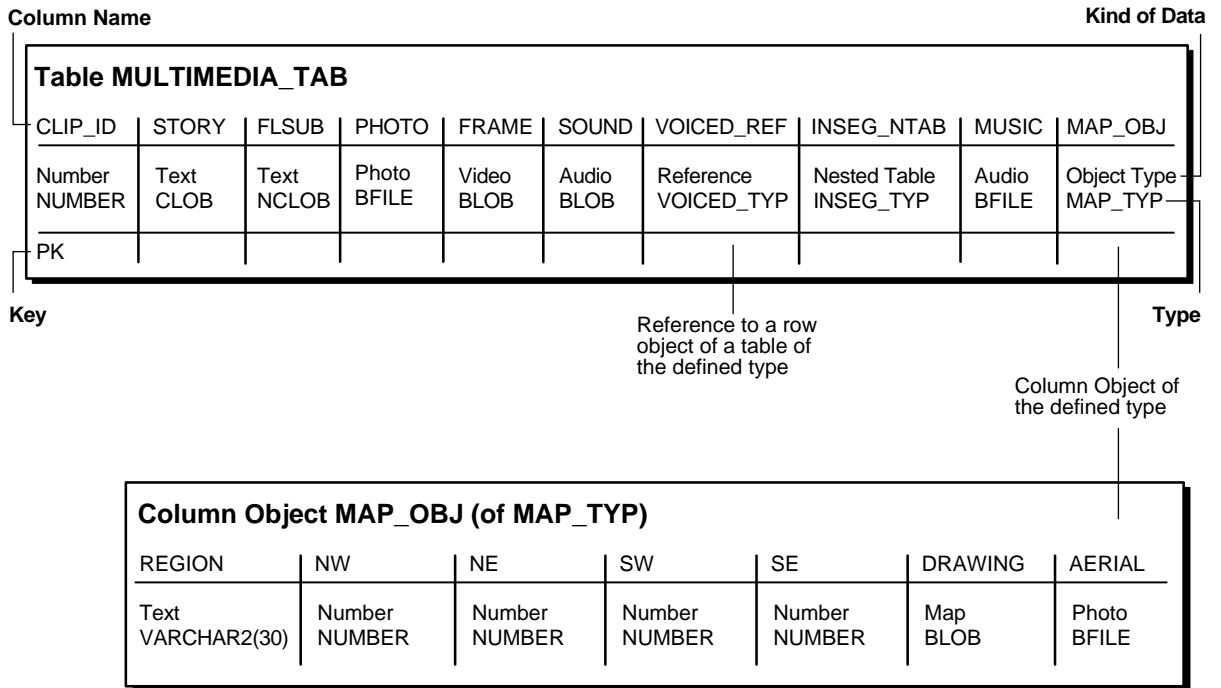 Column Name
Kind of Data
Table MULTIMEDIA_TAB
CLIP_ID STORY FLSUB PHOTO FRAME SOUND VOICED_REF INSEG_NTAB MUSIC MAP_OBJ
Number Text Text Photo Video Audio Reference Nested Table Audio Object Type
NUMBER CLOB NCLOB BFILE BLOB BLOB VOICED_TYP INSEG_TYP BFILE MAP_TYP
PK
Key
Type
Reference to a row
object of a table of
the defined type
Column Object of
the defined type
Column Object MAP_OBJ (of MAP_TYP)
REGION NW NE SW SE DRAWING AERIAL
Text Number Number Number Number Map Photo
VARCHAR2(30) NUMBER NUMBER NUMBER NUMBER BLOB BFILE